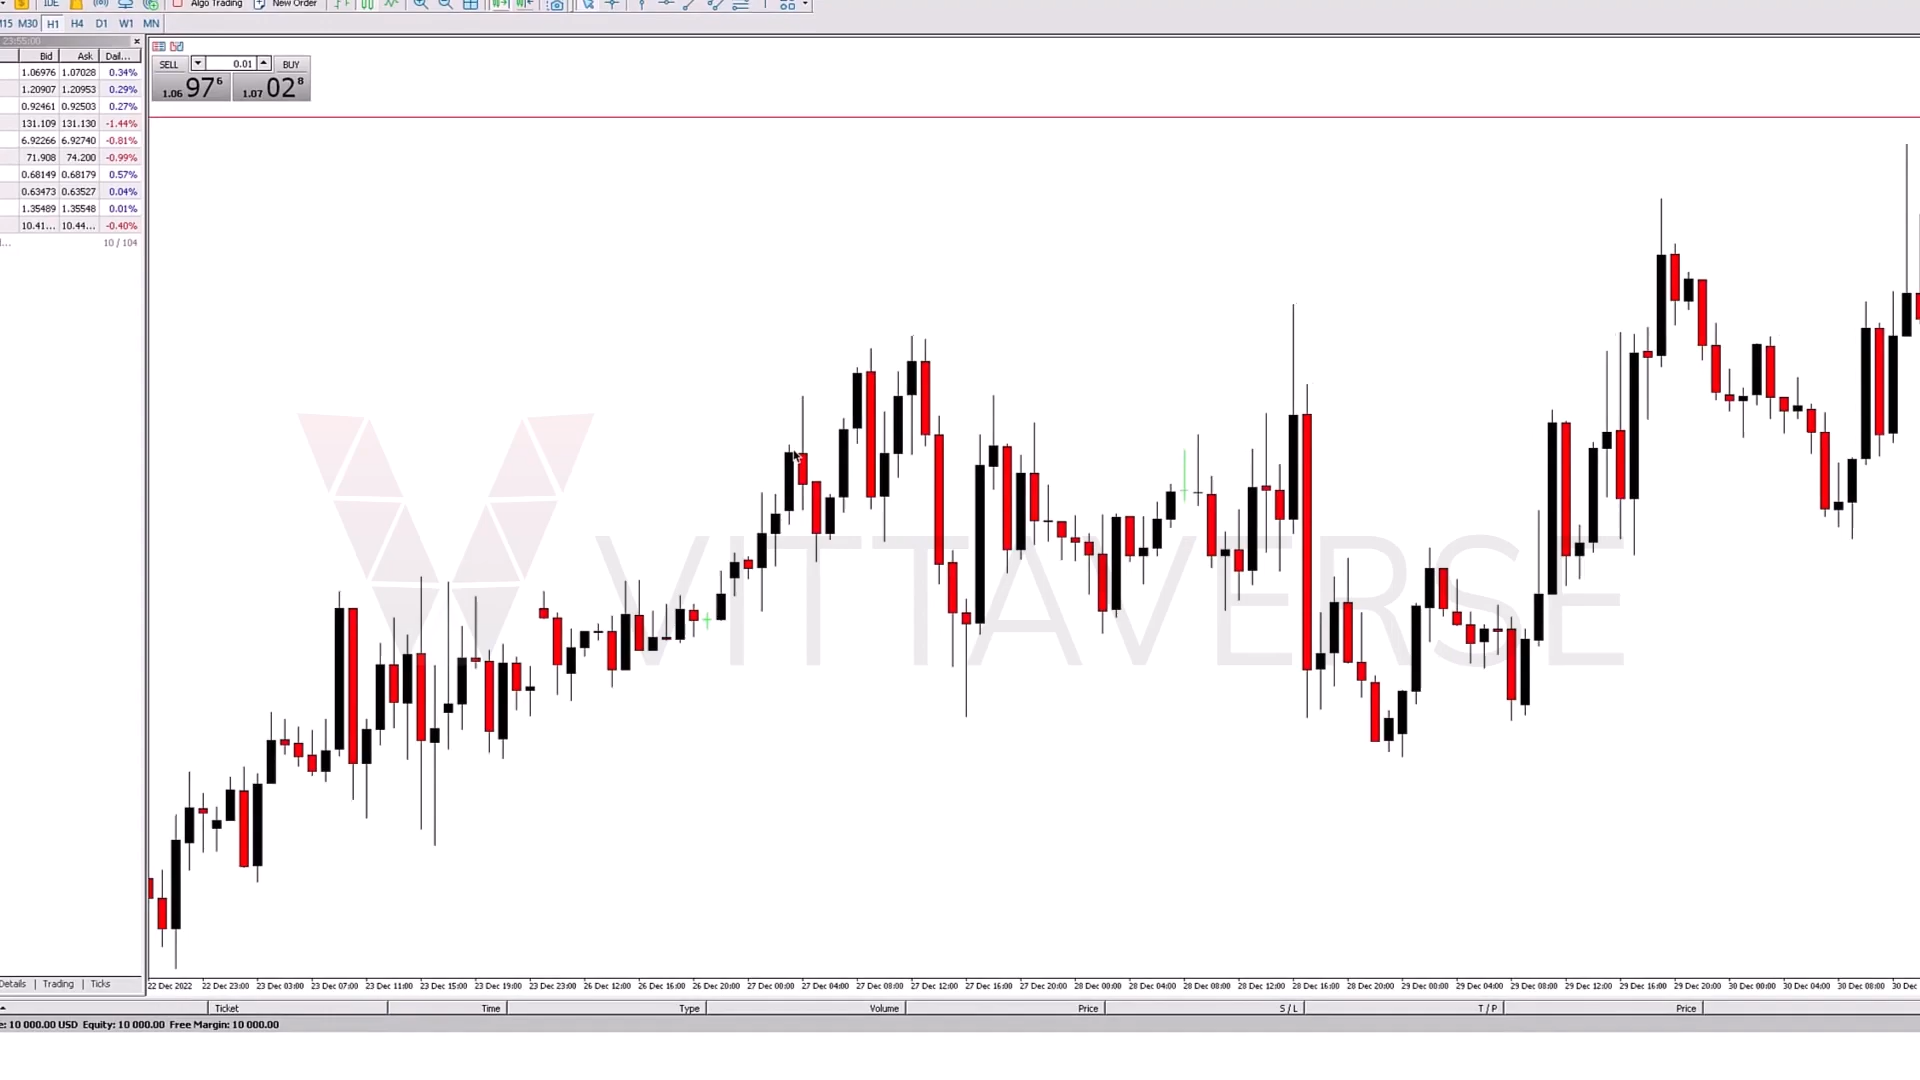 IDE Algo Trading New Order
M15 M30 H1 H4 D1 W1 MN
23:55:00
Bid Ask Dail...
1.06976 1.07028 0.34%
1.20907 1.20953 0.29%
0.92461 0.92503 0.27%
131.109 131.130 -1.44%
6.92266 6.92740 -0.81%
71.908 74.200 -0.99%
0.68149 0.68179 0.57%
0.63473 0.63527 0.04%
1.35489 1.35548 0.01%
10.41... 10.44... -0.40%
10 / 104
SELL 0.01 BUY
1.06 97 6 1.07 02 8
VITTAVERSE
22 Dec 2022 22 Dec 23:00 23 Dec 03:00 23 Dec 07:00 23 Dec 11:00 23 Dec 15:00 23 Dec 19:00 23 Dec 23:00 26 Dec 12:00 26 Dec 16:00 26 Dec 20:00 27 Dec 00:00 27 Dec 04:00 27 Dec 08:00 27 Dec 12:00 27 Dec 16:00 27 Dec 20:00 28 Dec 00:00 28 Dec 04:00 28 Dec 08:00 28 Dec 12:00 28 Dec 16:00 28 Dec 20:00 29 Dec 00:00 29 Dec 04:00 29 Dec 08:00 29 Dec 12:00 29 Dec 16:00 29 Dec 20:00 30 Dec 00:00 30 Dec 04:00 30 Dec 08:00 30 Dec
Details | Trading | Ticks
Ticket Time Type Volume Price S / L T / P Price
e: 10 000.00 USD Equity: 10 000.00 Free Margin: 10 000.00